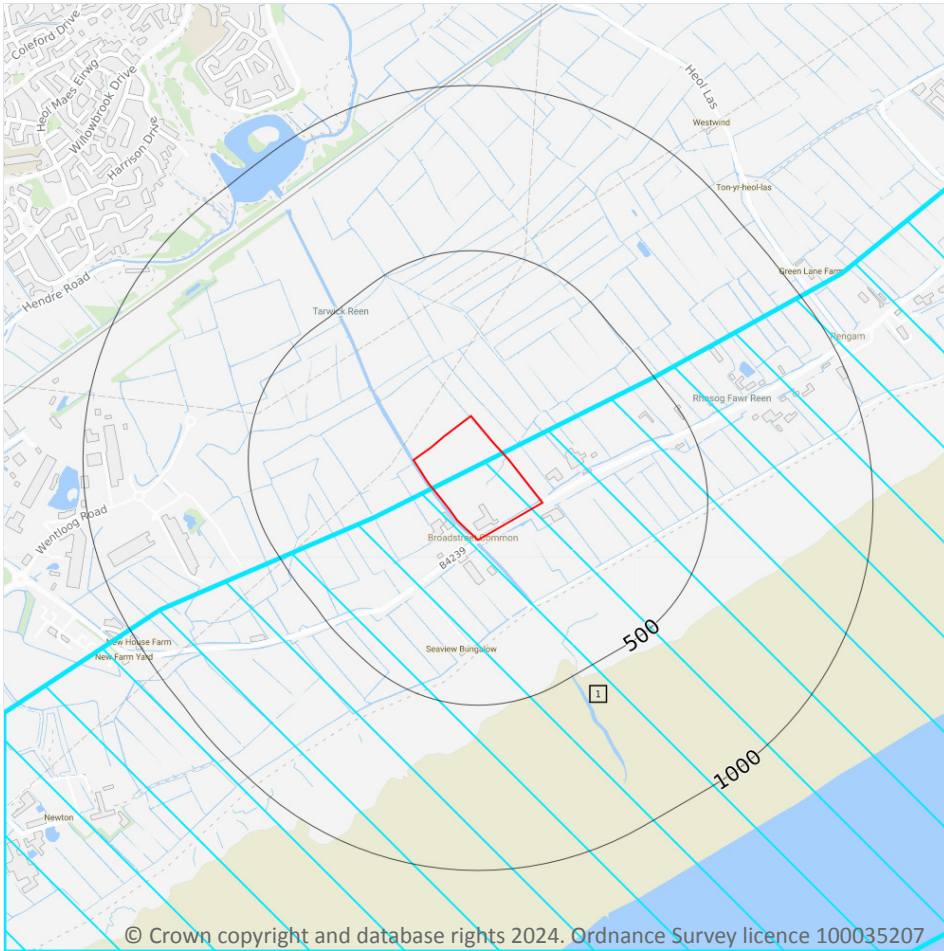 Coleford Drive
Heol Maes Eirwg
Willowbrook Drive
Harrison Drive
Heol Las
Westwind
Ton-yr-heol-las
Hendre Road
Green Lane Farm
Tarwick Reen
Pengam
Rhosog Fawr Reen
Wentloog Road
Broadstreet Common
B4239
New House Farm
New Farm Yard
Seaview Bungalow
500
1
1000
Newton
© Crown copyright and database rights 2024. Ordnance Survey licence 100035207